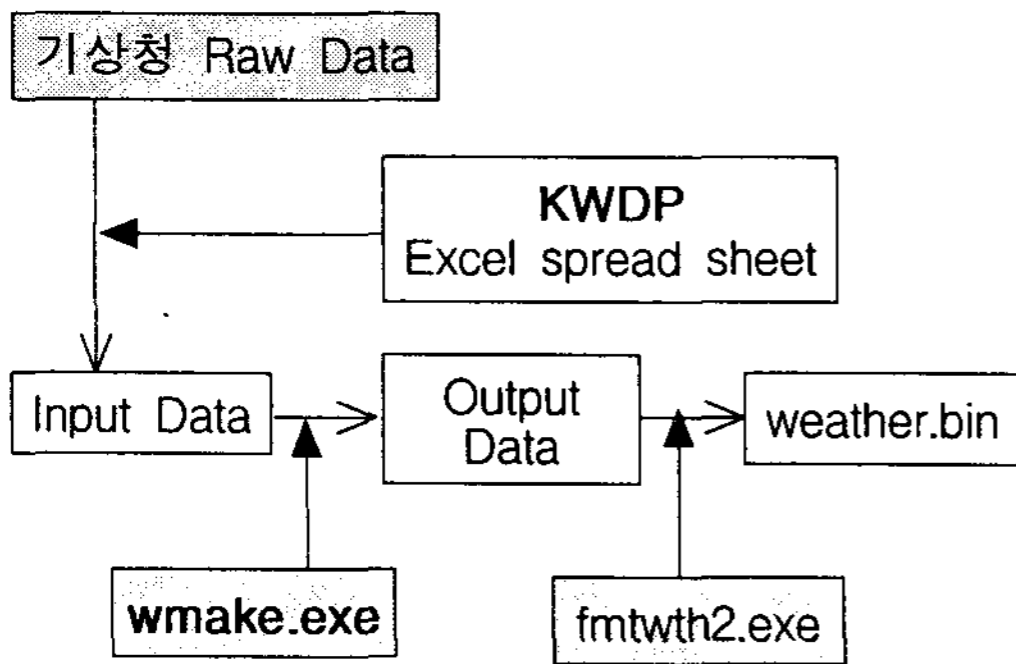 기상청 Raw Data
KWDP
Excel spread sheet
Input Data
Output
Data
weather.bin
wmake.exe
fmtwth2.exe